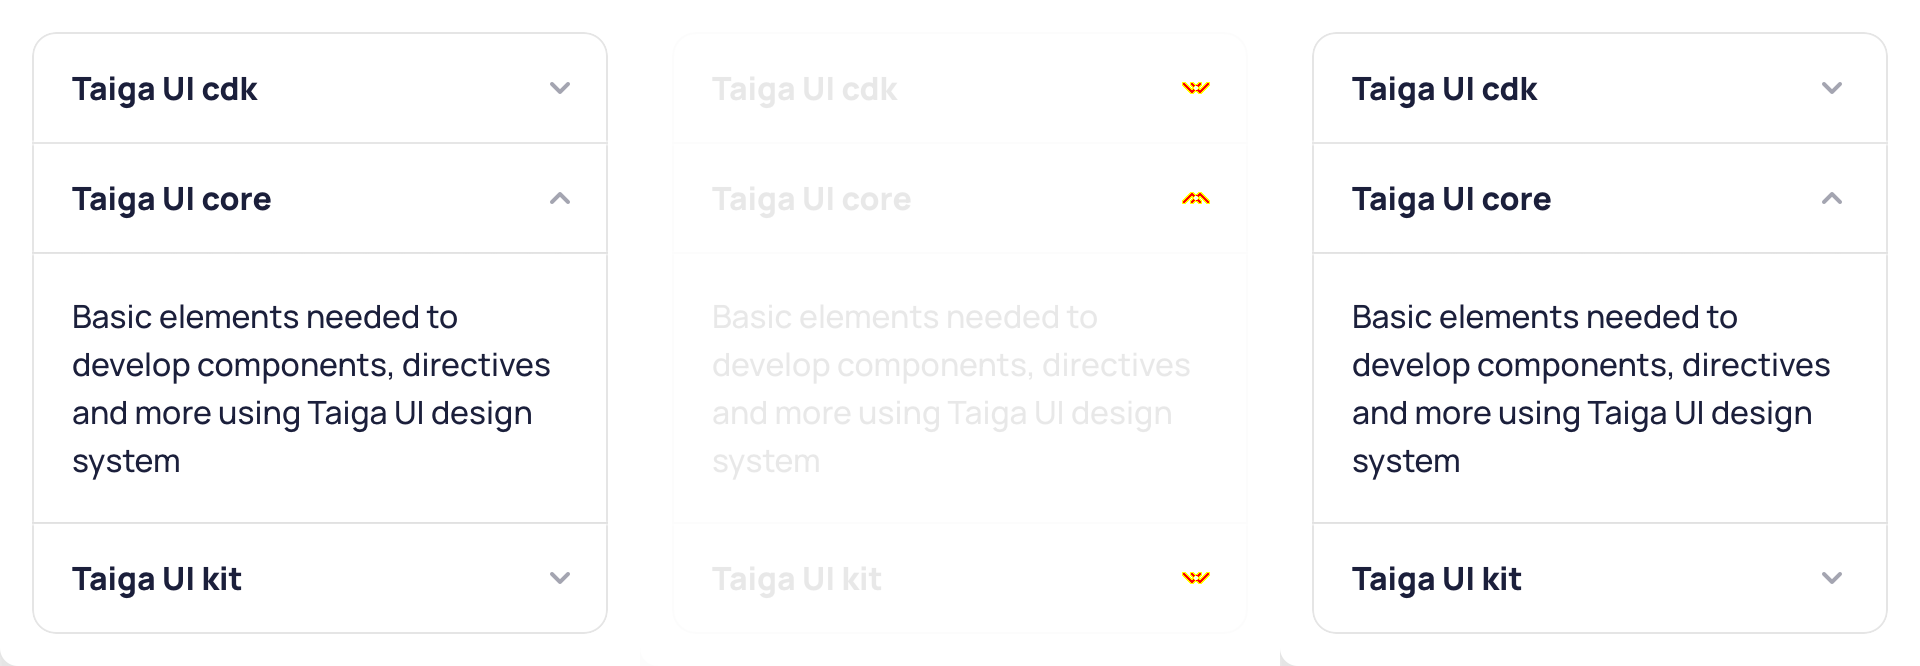 Taiga UI cdk
Taiga UI core
Basic elements needed to
develop components, directives
and more using Taiga UI design
system
Taiga UI kit
Taiga UI cdk
Taiga UI core
Basic elements needed to
develop components, directives
and more using Taiga UI design
system
Taiga UI kit
Taiga UI cdk
Taiga UI core
Basic elements needed to
develop components, directives
and more using Taiga UI design
system
Taiga UI kit